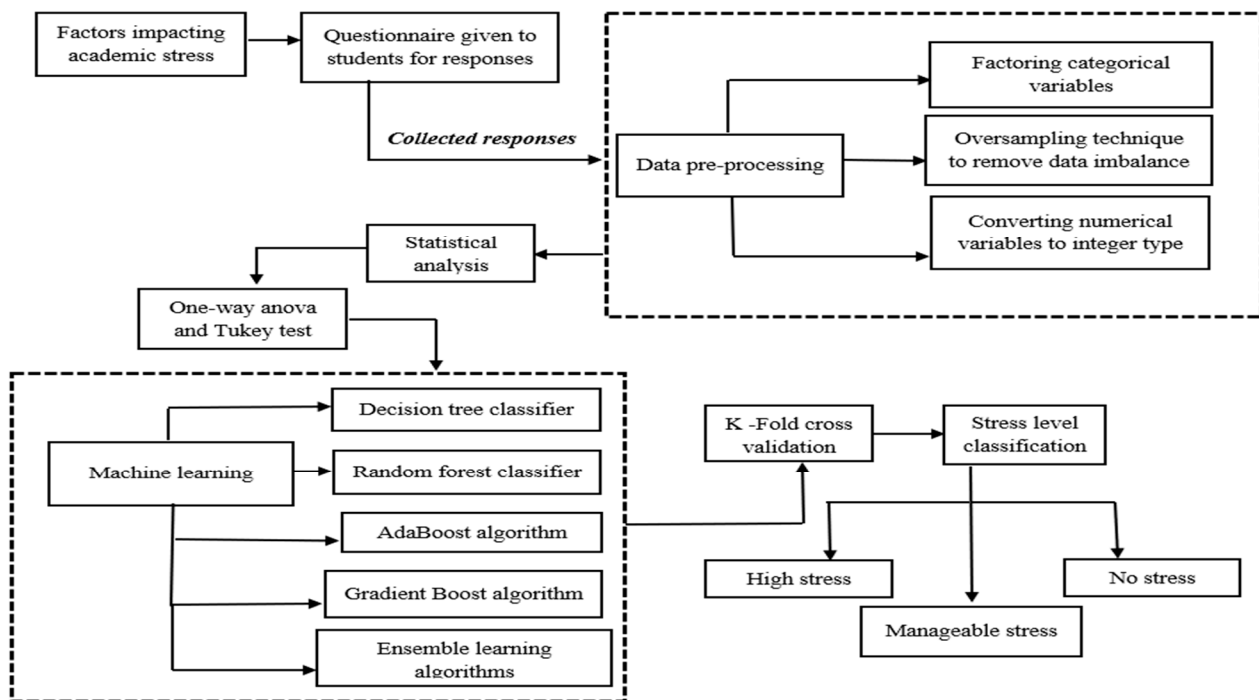 Factors impacting
academic stress
Questionnaire given to
students for responses
Collected responses
Data pre-processing
Factoring categorical
variables
Oversampling technique
to remove data imbalance
Converting numerical
variables to integer type
Statistical
analysis
One-way anova
and Tukey test
Machine learning
Decision tree classifier
Random forest classifier
AdaBoost algorithm
Gradient Boost algorithm
Ensemble learning
algorithms
K -Fold cross
validation
Stress level
classification
High stress
Manageable stress
No stress